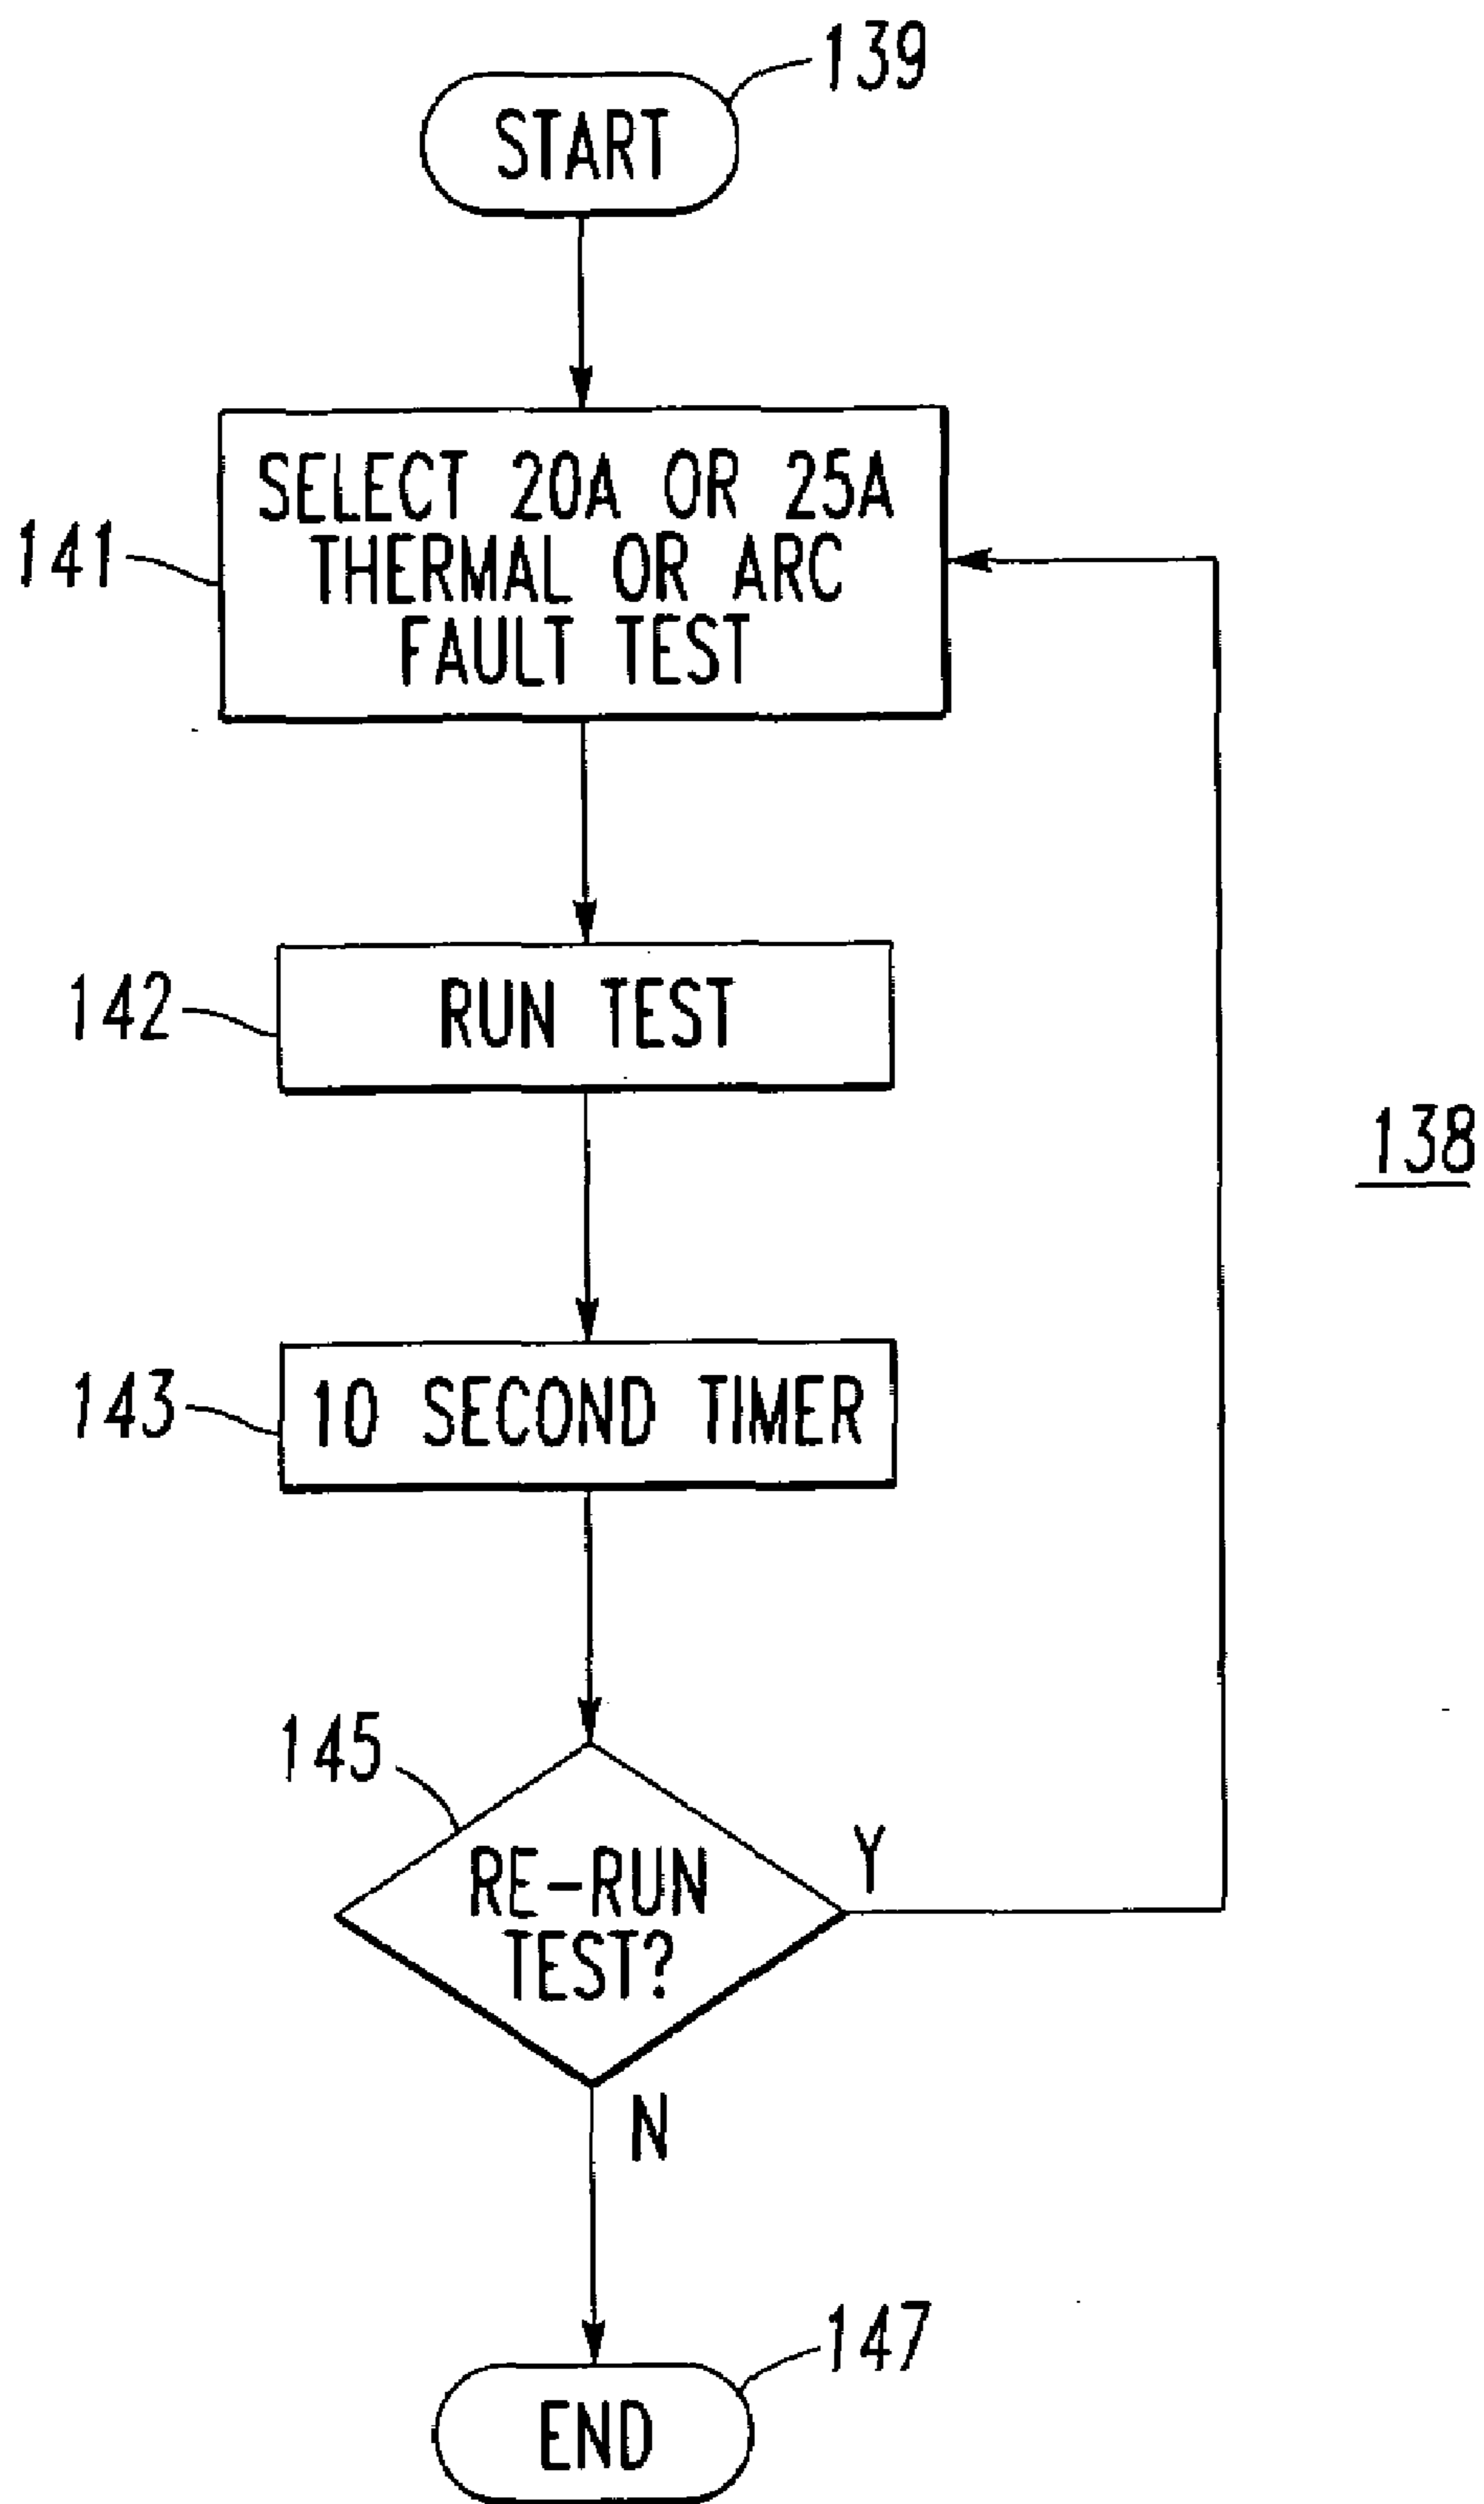 139
START
SELECT 20A OR 25A
THERMAL OR ARC
FAULT TEST
141
RUN TEST
142
138
10 SECOND TIMER
143
145
RE-RUN
TEST?
Y
N
147
END